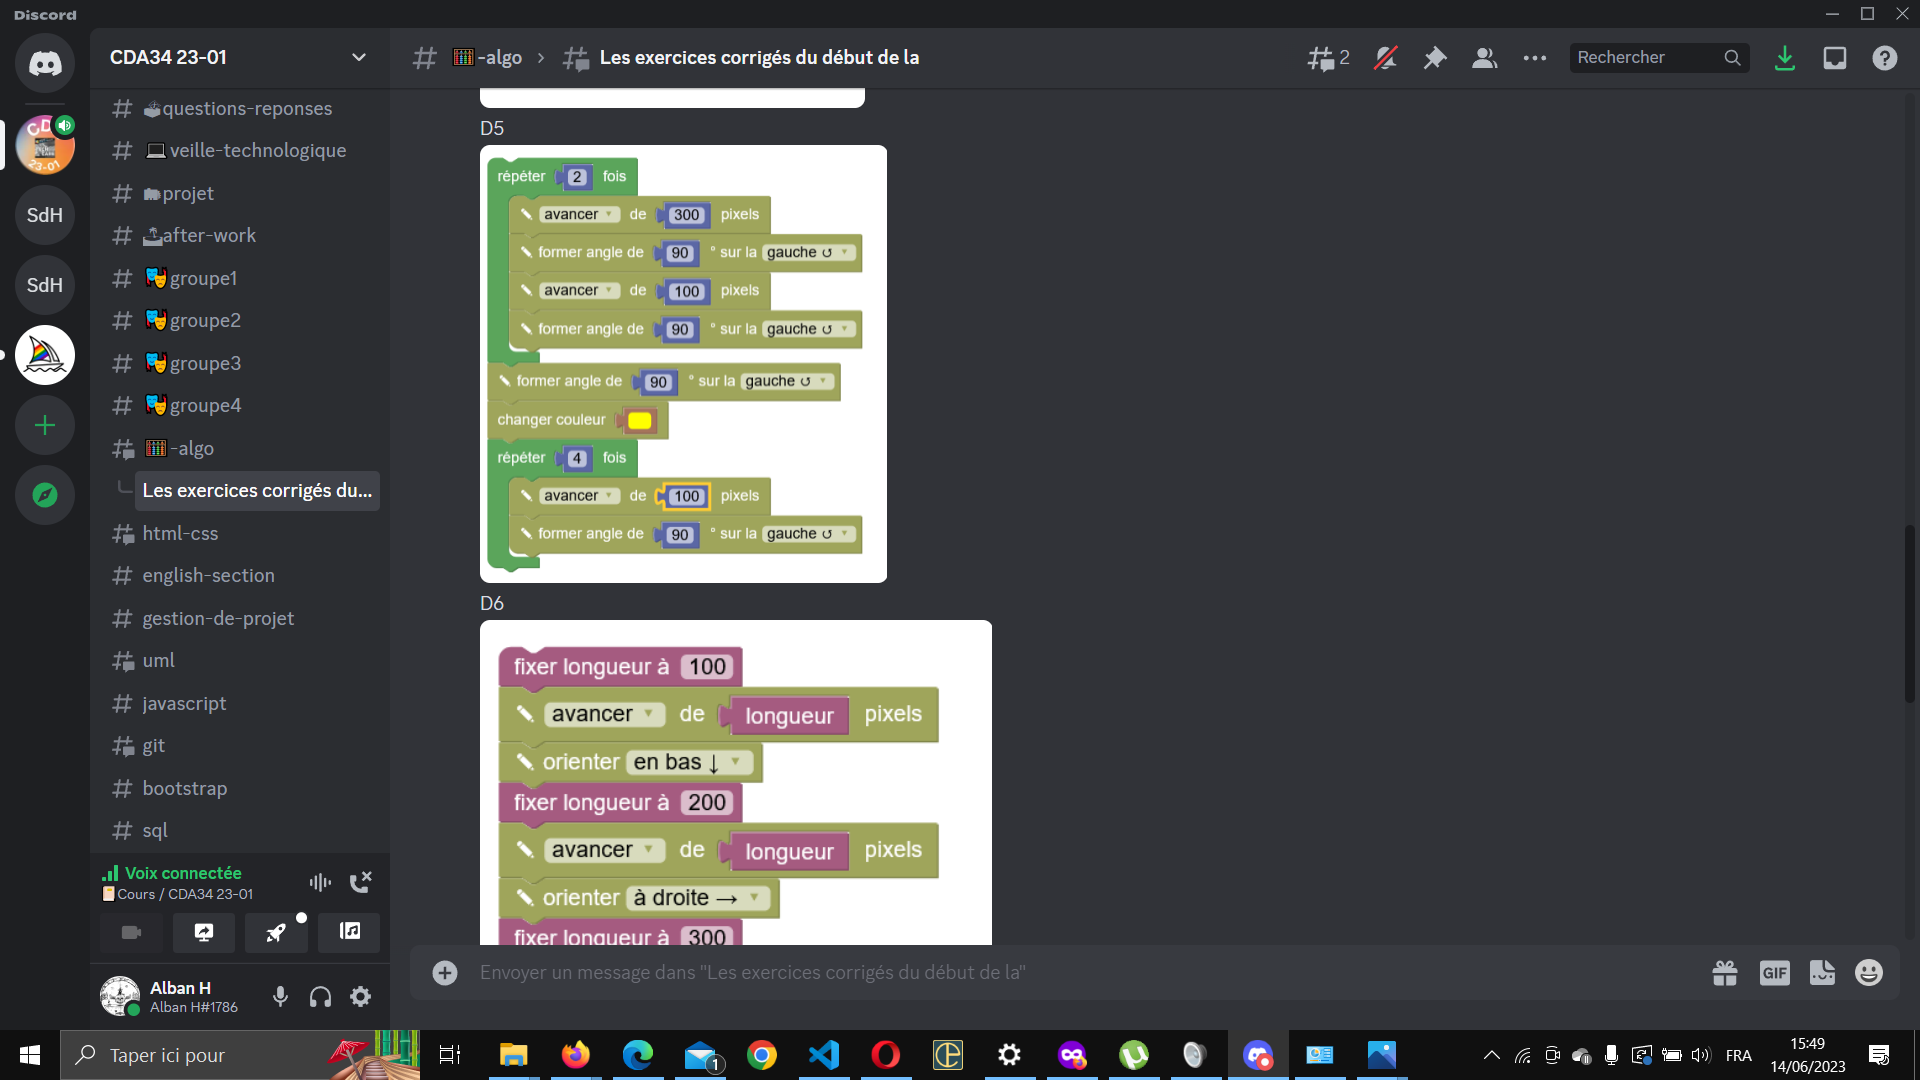 Discord
CDA34 23-01
-algo
Les exercices corrigés du début de la
2
Rechercher
questions-reponses
veille-technologique
projet
after-work
groupe1
groupe2
groupe3
groupe4
-algo
Les exercices corrigés du...
html-css
english-section
gestion-de-projet
uml
javascript
git
bootstrap
sql
CD
23-01
SdH
SdH
D5
répéter 2 fois
avancer de 300 pixels
former angle de 90 ° sur la gauche ↺
avancer de 100 pixels
former angle de 90 ° sur la gauche ↺
former angle de 90 ° sur la gauche ↺
changer couleur
répéter 4 fois
avancer de 100 pixels
former angle de 90 ° sur la gauche ↺
D6
fixer longueur à 100
avancer de longueur pixels
orienter en bas ↓
fixer longueur à 200
avancer de longueur pixels
orienter à droite →
fixer longueur à 300
Voix connectée
Cours / CDA34 23-01
Alban H
Alban H#1786
Envoyer un message dans "Les exercices corrigés du début de la"
GIF
Taper ici pour
1
FRA
15:49
14/06/2023